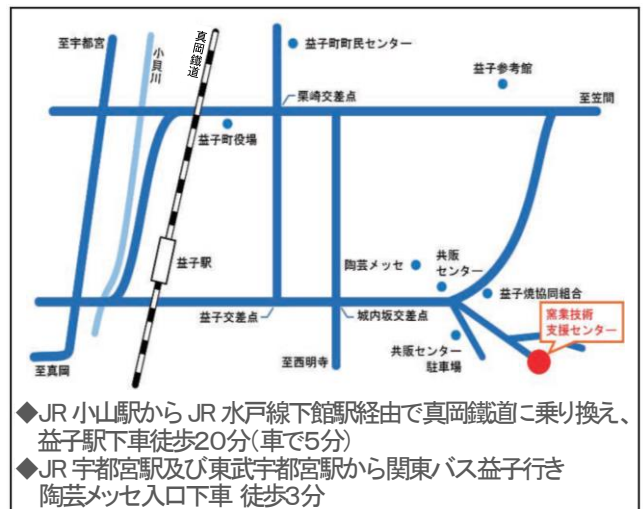 至宇都宮
小貝川
真岡鐵道
益子町町民センター
益子参考館
栗崎交差点
至笠間
益子町役場
益子駅
陶芸メッセ
共販
センター
益子焼協同組合
窯業技術
支援センター
益子交差点
城内坂交差点
至真岡
至西明寺
共販センター
駐車場
◆JR 小山駅から JR 水戸線下館駅経由で真岡鐵道に乗り換え、
益子駅下車徒歩20分(車で5分)
◆JR 宇都宮駅及び東武宇都宮駅から関東バス益子行き
陶芸メッセ入口下車 徒歩3分